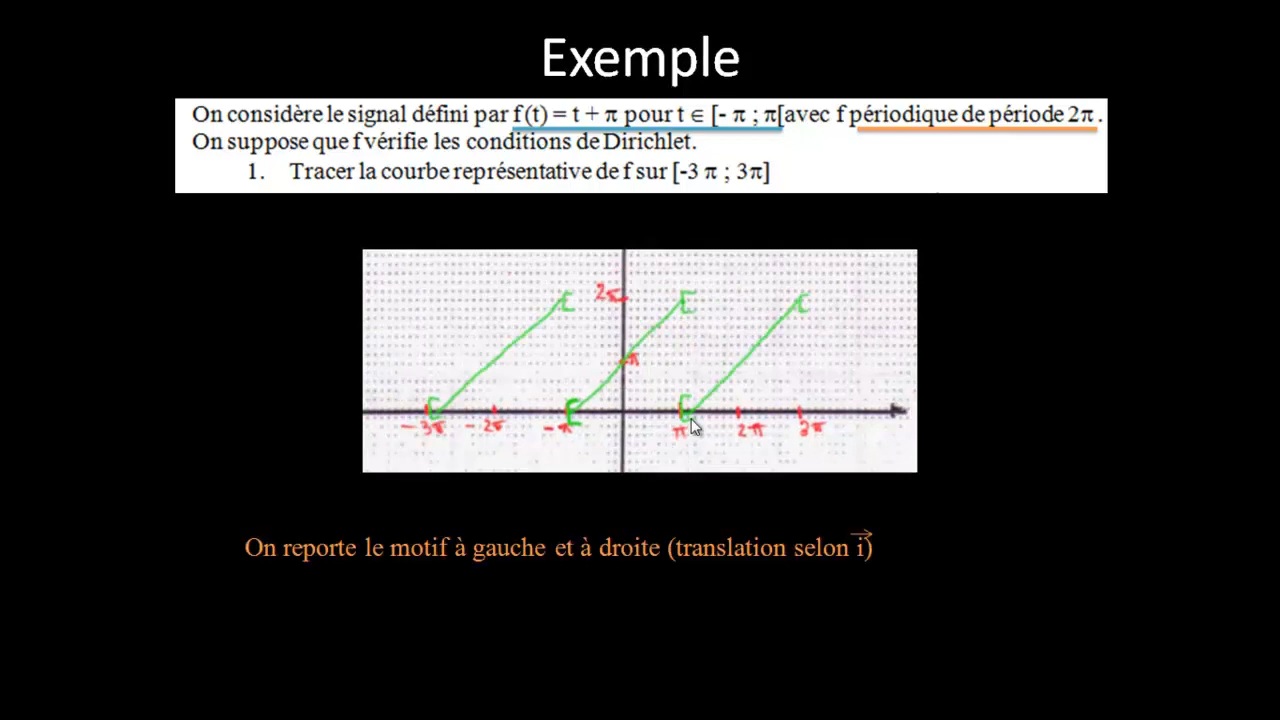 Exemple
On considère le signal défini par f (t) = t + π pour t ∈ [- π ; π[avec f périodique de période 2π .
On suppose que f vérifie les conditions de Dirichlet.
1. Tracer la courbe représentative de f sur [-3 π ; 3π]
2π
π
-3π -2π -π π 2π 3π
On reporte le motif à gauche et à droite (translation selon i⃗)